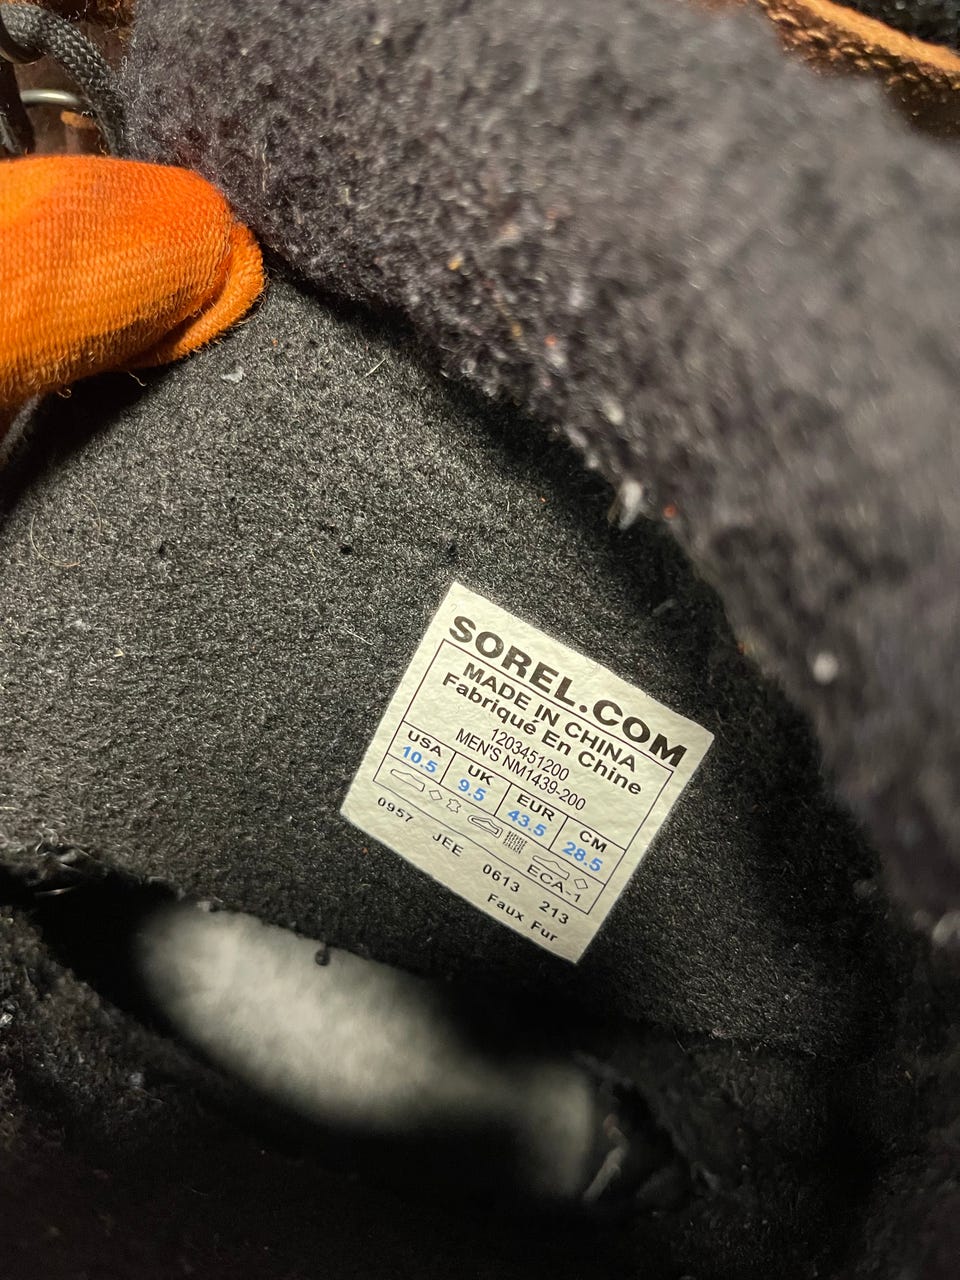 SOREL.COM
MADE IN CHINA
Fabriqué En Chine
1203451200
MEN'S NM1439-200
USA UK EUR CM
10.5 9.5 43.5 28.5
ECA-1
0957 JEE 0613 213
Faux Fur